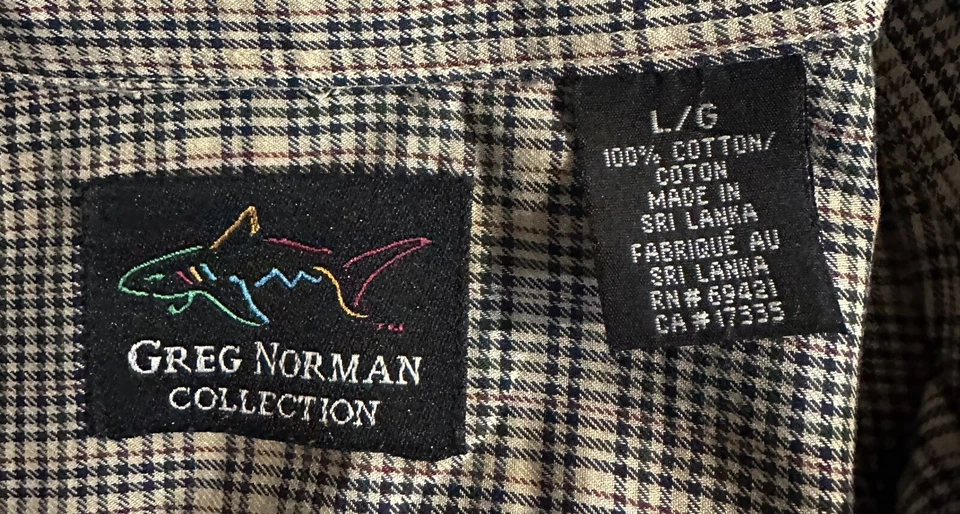 TM
GREG NORMAN
COLLECTION
L/G
100% COTTON/
COTON
MADE IN
SRI LANKA
FABRIQUÉ AU
SRI LANKA
RN# 69421
CA# 17335